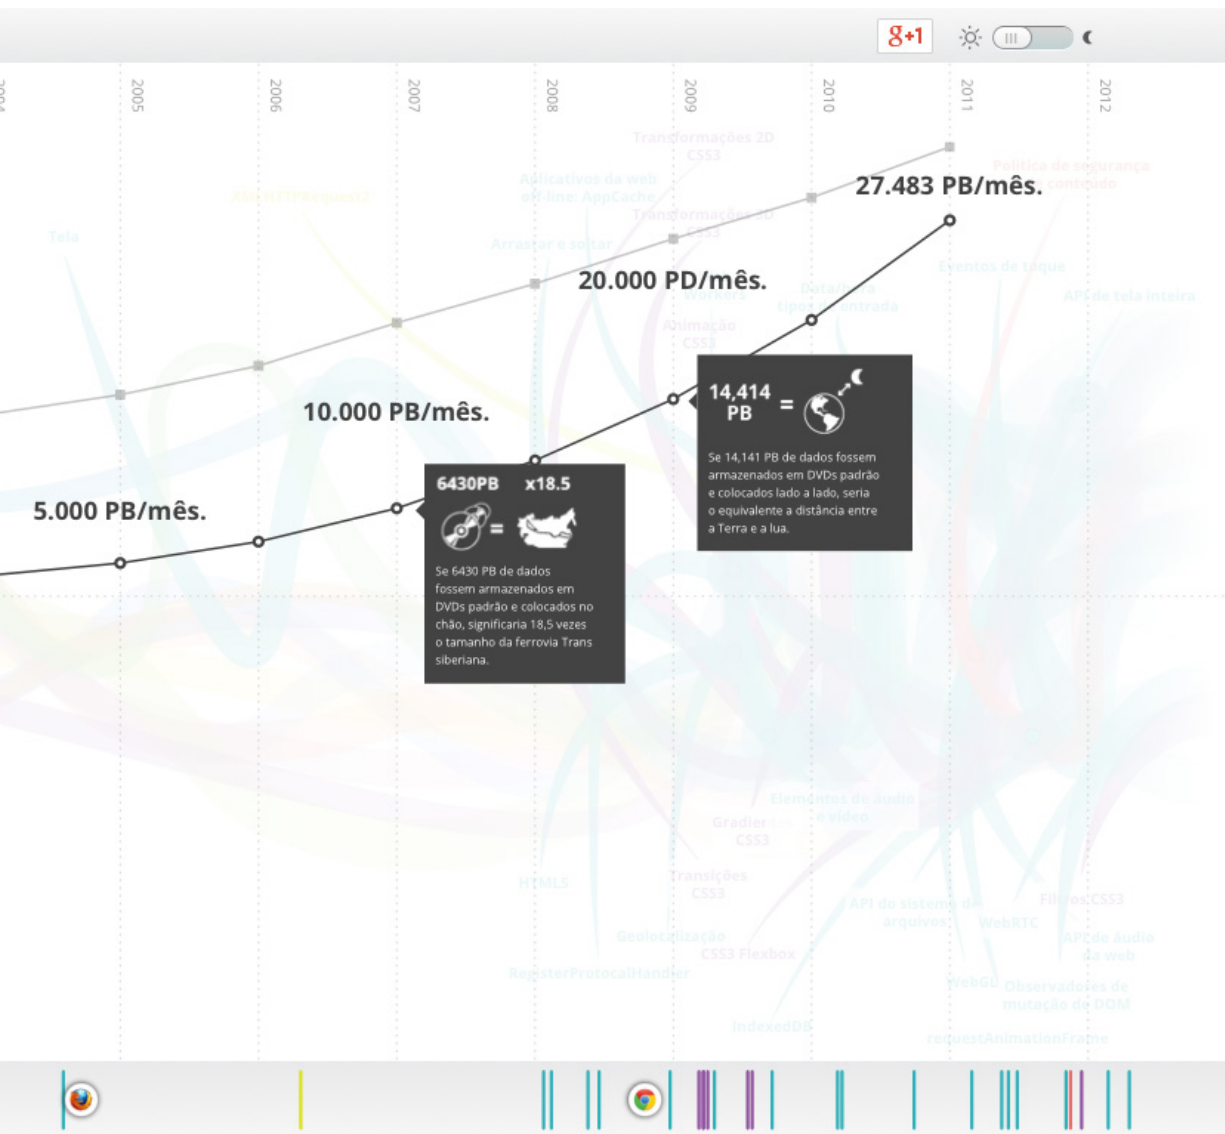 g+1
2004
2005
2006
2007
2008
2009
2010
2011
2012
Transformações 2D
CSS3
Política de segurança
de conteúdo
27.483 PB/mês.
Aplicativos da web
off-line: AppCache
XMLHTTPRequest2
Transformações 3D
CSS3
Tela
Arrastar e soltar
Eventos de toque
20.000 PD/mês.
Workers
Data/hora
tipos de entrada
API de tela inteira
Animação
CSS3
14,414
PB
=
10.000 PB/mês.
Se 14,141 PB de dados fossem
armazenados em DVDs padrão
e colocados lado a lado, seria
o equivalente a distância entre
a Terra e a lua.
6430PB x18.5
=
5.000 PB/mês.
Se 6430 PB de dados
fossem armazenados em
DVDs padrão e colocados no
chão, significaria 18,5 vezes
o tamanho da ferrovia Trans
siberiana.
Elementos de áudio
e vídeo
CSS3
Transições
CSS3
HTML5
API do sistema de
arquivos
WebRTC
Filtros CSS3
Geolocalização
CSS3 Flexbox
API de áudio
da web
RegisterProtocalHandler
WebGL
Observadores de
mutação de DOM
IndexedDB
requestAnimationFrame